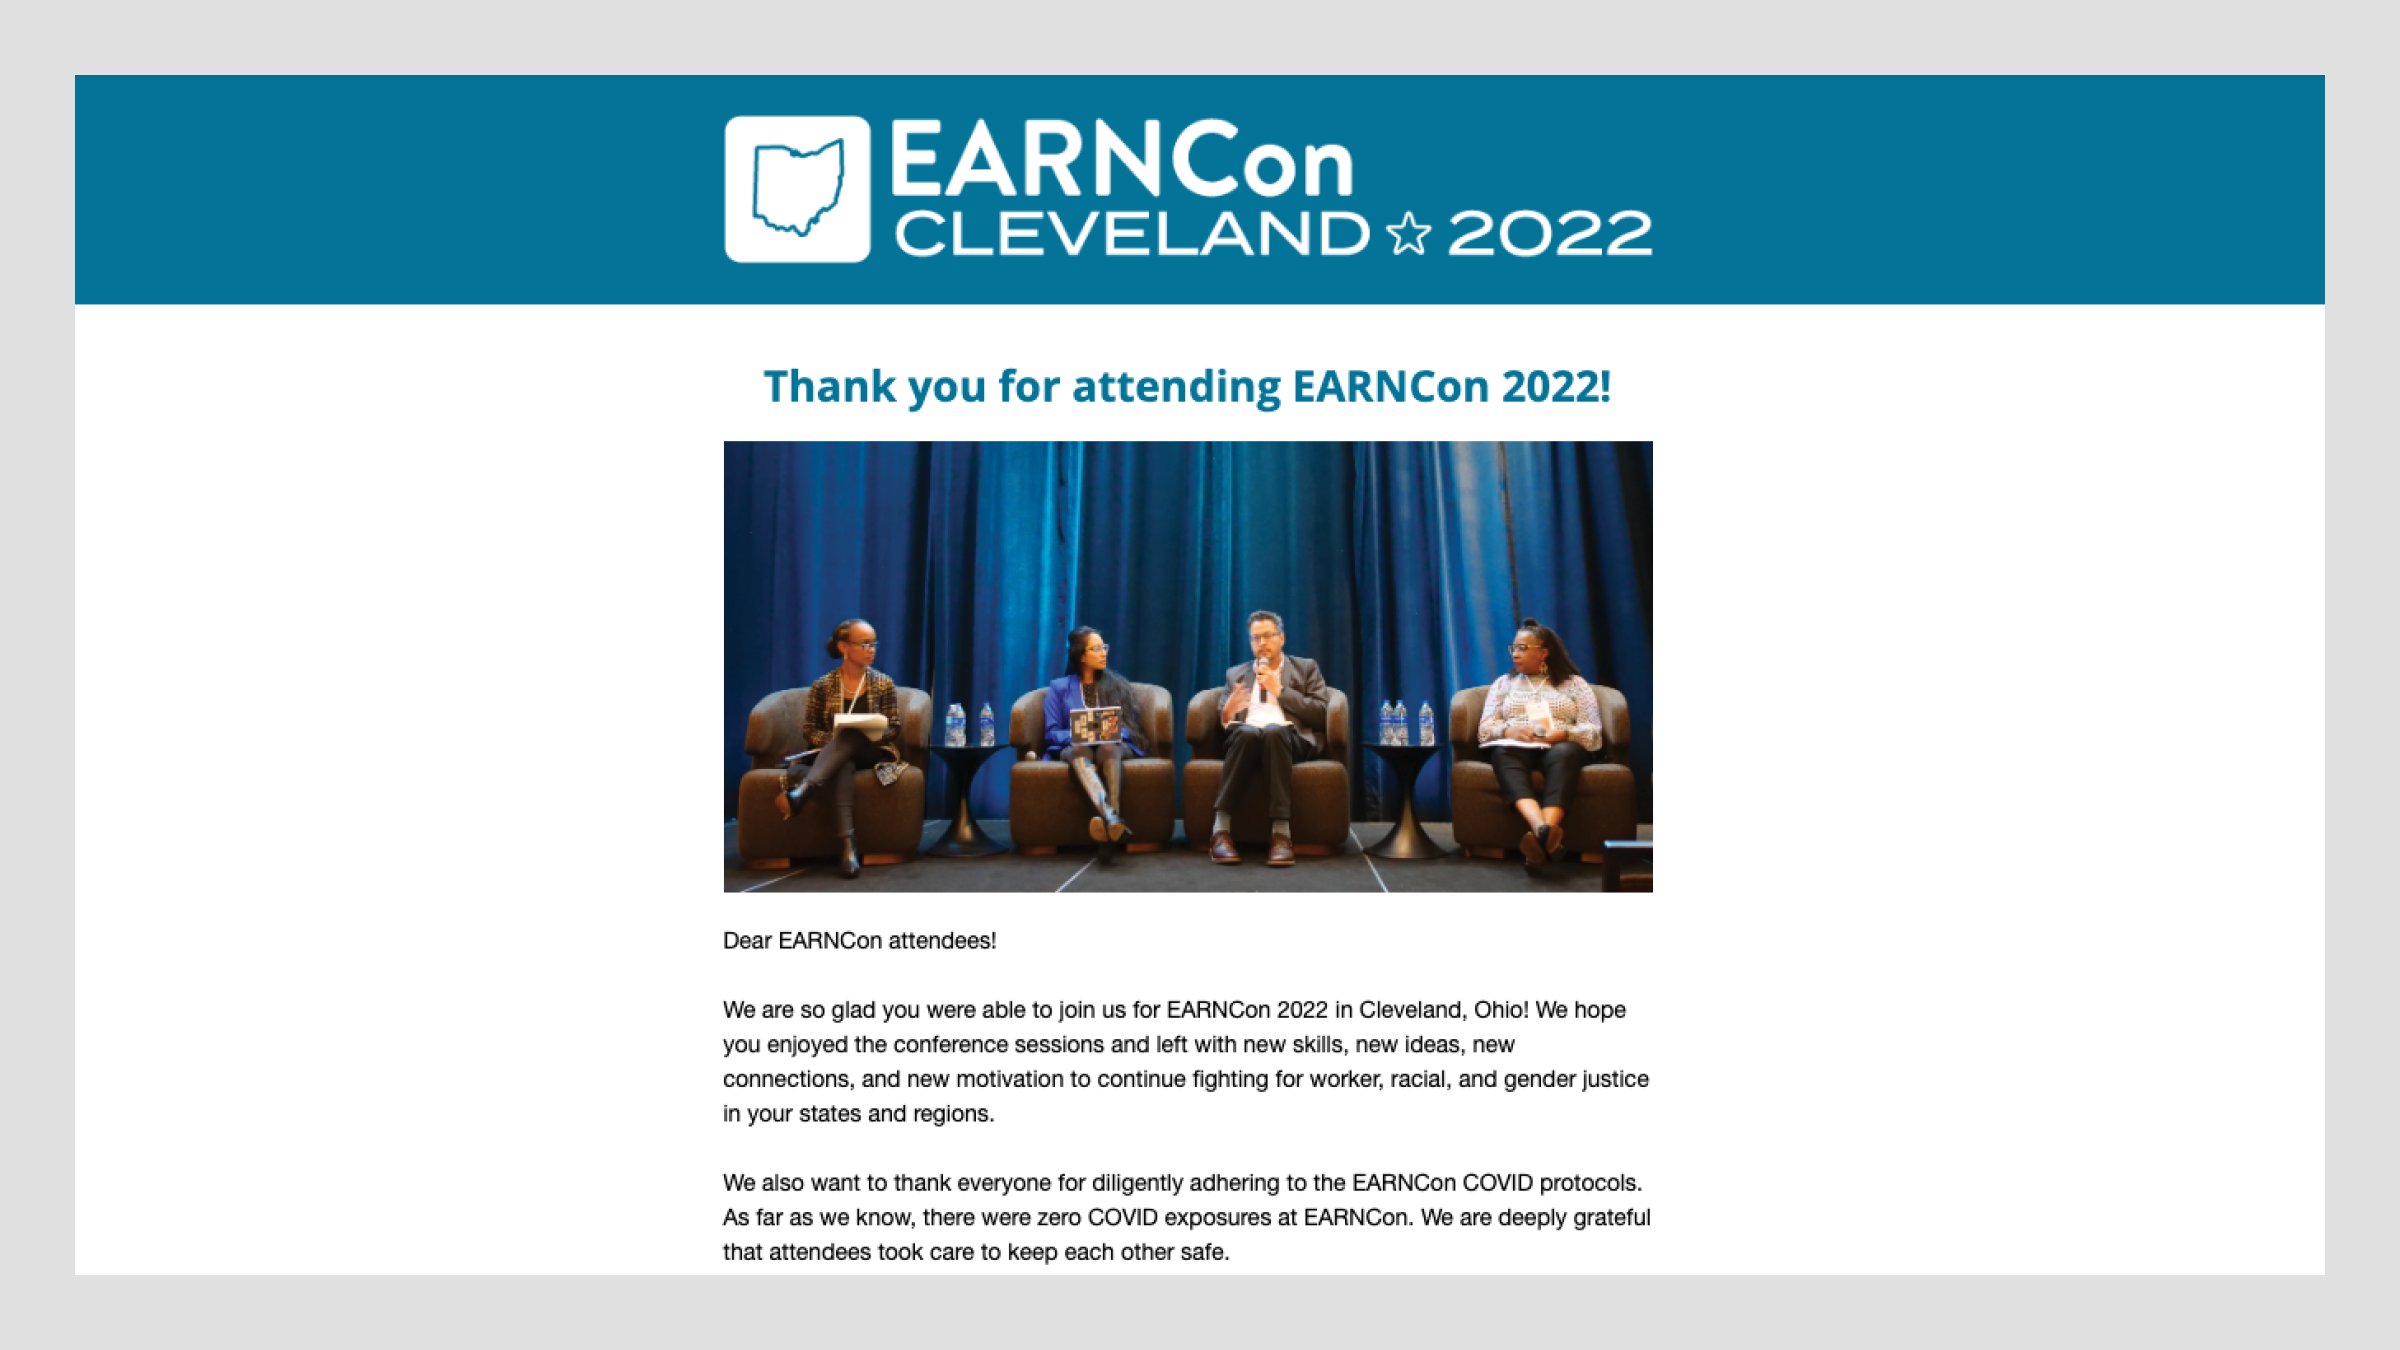 EARNCon
CLEVELAND ☆ 2022
Thank you for attending EARNCon 2022!
Dear EARNCon attendees!
We are so glad you were able to join us for EARNCon 2022 in Cleveland, Ohio! We hope
you enjoyed the conference sessions and left with new skills, new ideas, new
connections, and new motivation to continue fighting for worker, racial, and gender justice
in your states and regions.
We also want to thank everyone for diligently adhering to the EARNCon COVID protocols.
As far as we know, there were zero COVID exposures at EARNCon. We are deeply grateful
that attendees took care to keep each other safe.